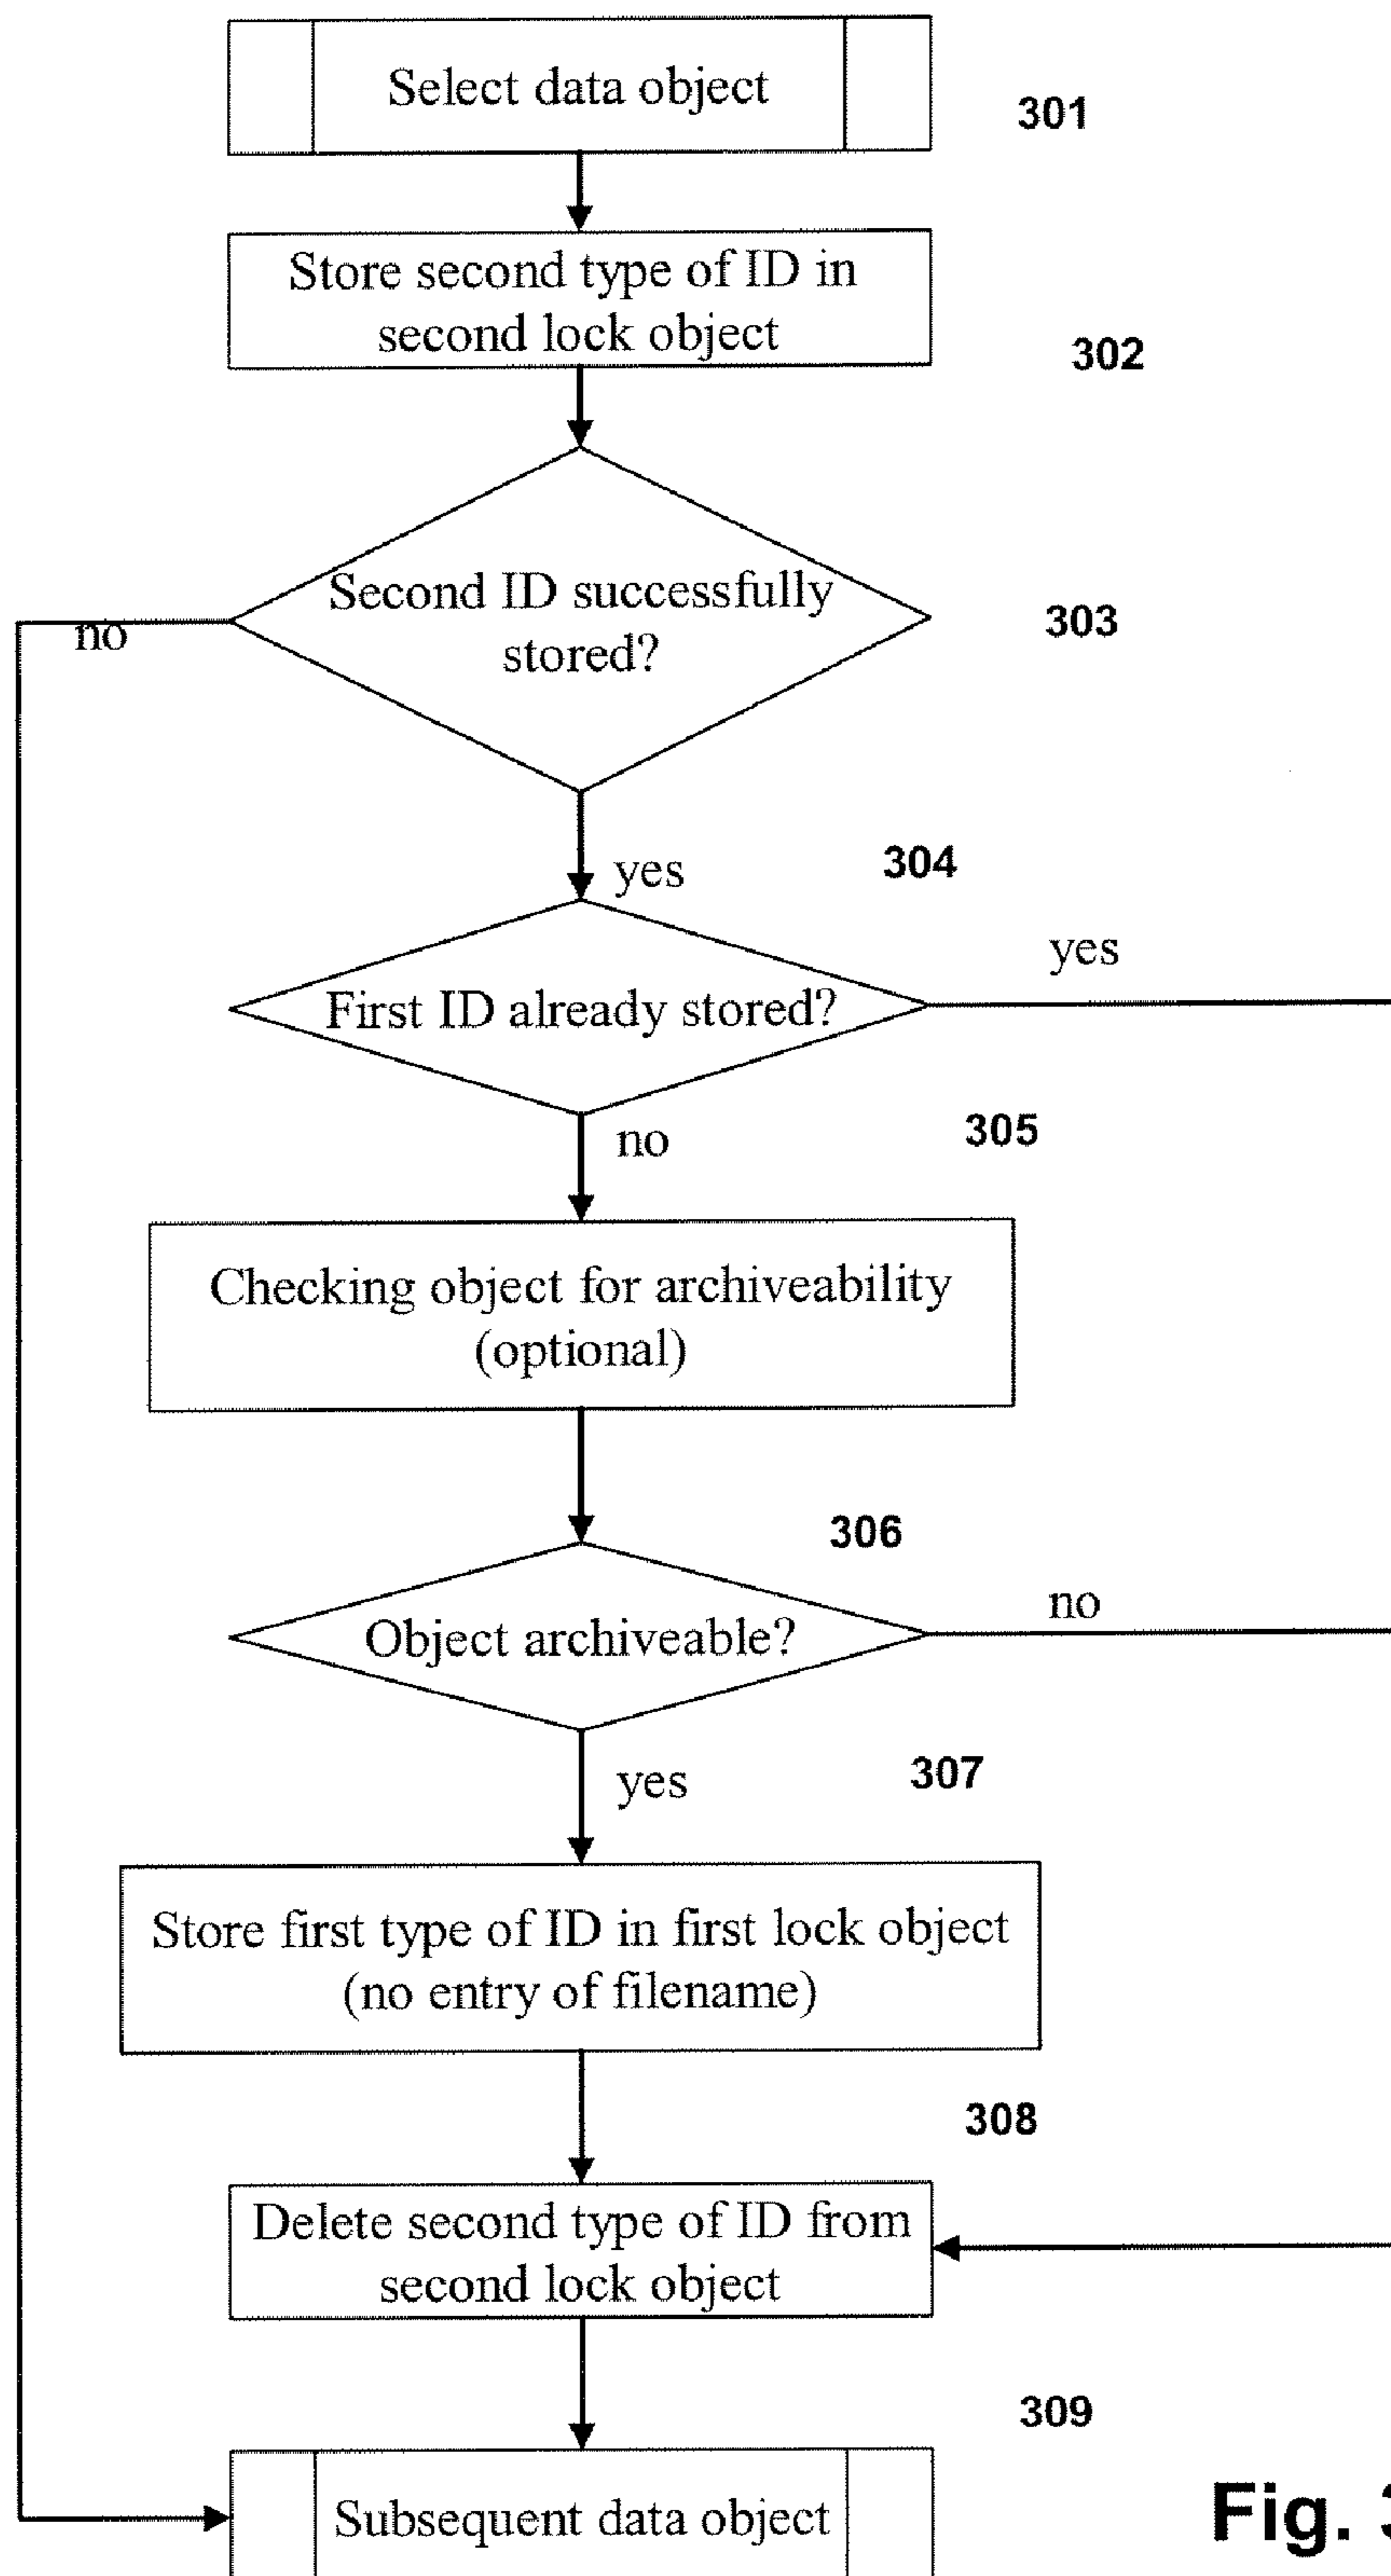 Select data object
301
Store second type of ID in
second lock object
302
Second ID successfully
stored?
303
no
yes
304
First ID already stored?
yes
no
305
Checking object for archiveability
(optional)
306
Object archiveable?
no
yes
307
Store first type of ID in first lock object
(no entry of filename)
308
Delete second type of ID from
second lock object
309
Subsequent data object
Fig. 3